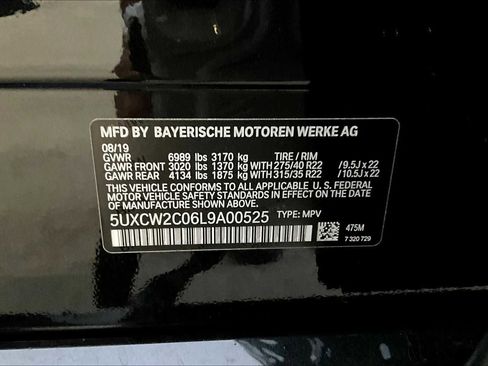 MFD BY BAYERISCHE MOTOREN WERKE AG
08/19
GVWR 6989 lbs 3170 kg TIRE / RIM
GAWR FRONT 3020 lbs 1370 kg WITH 275/40 R22 / 9.5J x 22
GAWR REAR 4134 lbs 1875 kg WITH 315/35 R22 / 10.5J x 22
THIS VEHICLE CONFORMS TO ALL APPLICABLE U. S. FEDERAL
MOTOR VEHICLE SAFETY STANDARDS IN EFFECT ON THE DATE
OF MANUFACTURE SHOWN ABOVE.
5UXCW2C06L9A00525 TYPE: MPV
475M
7 320 729